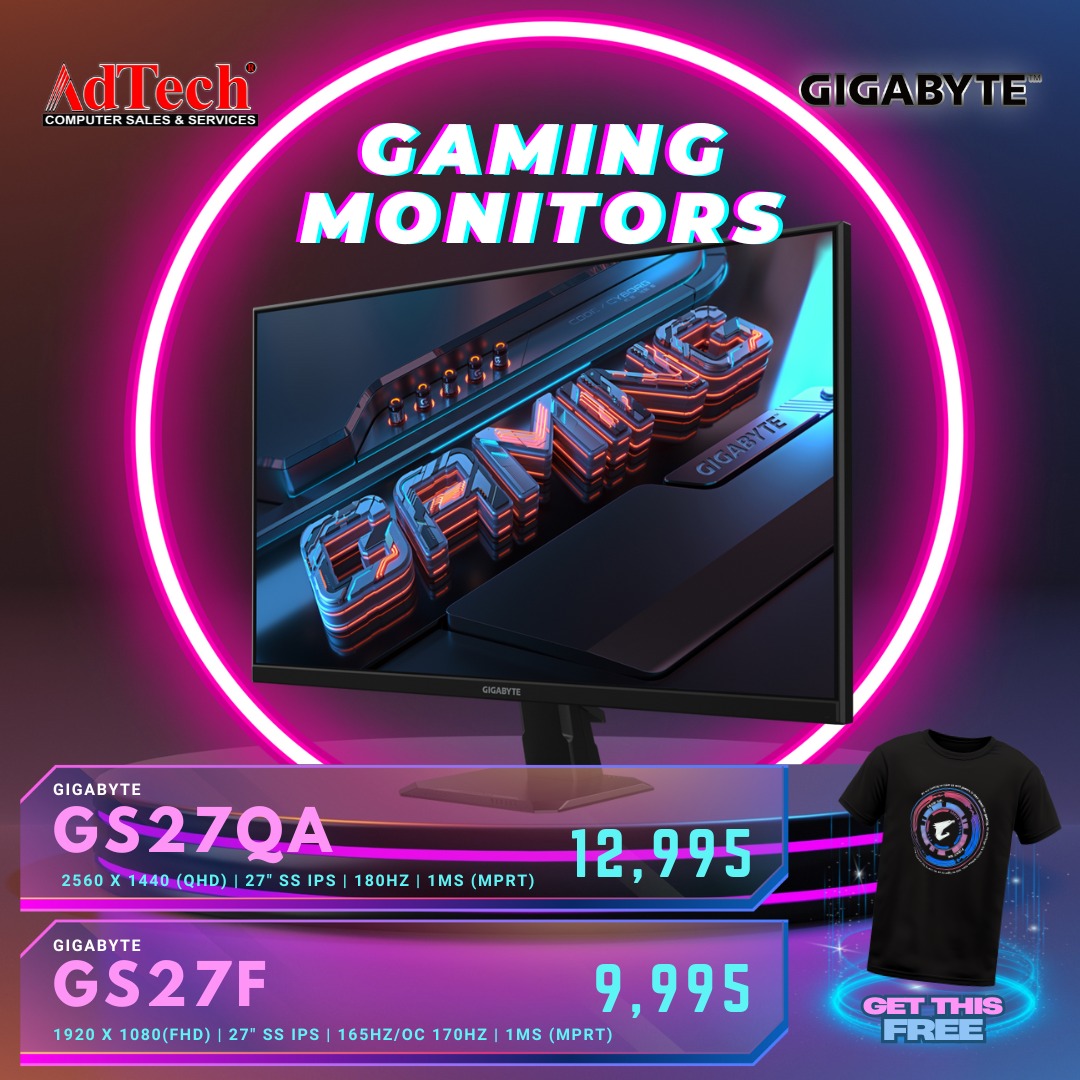 AdTech®
COMPUTER SALES & SERVICES
GIGABYTE™
GAMING
MONITORS
GAMING
GIGABYTE
GIGABYTE
GIGABYTE
GS27QA
12,995
2560 X 1440 (QHD) | 27" SS IPS | 180HZ | 1MS (MPRT)
GIGABYTE
GS27F
9,995
1920 X 1080(FHD) | 27" SS IPS | 165HZ/OC 170HZ | 1MS (MPRT)
GET THIS
FREE